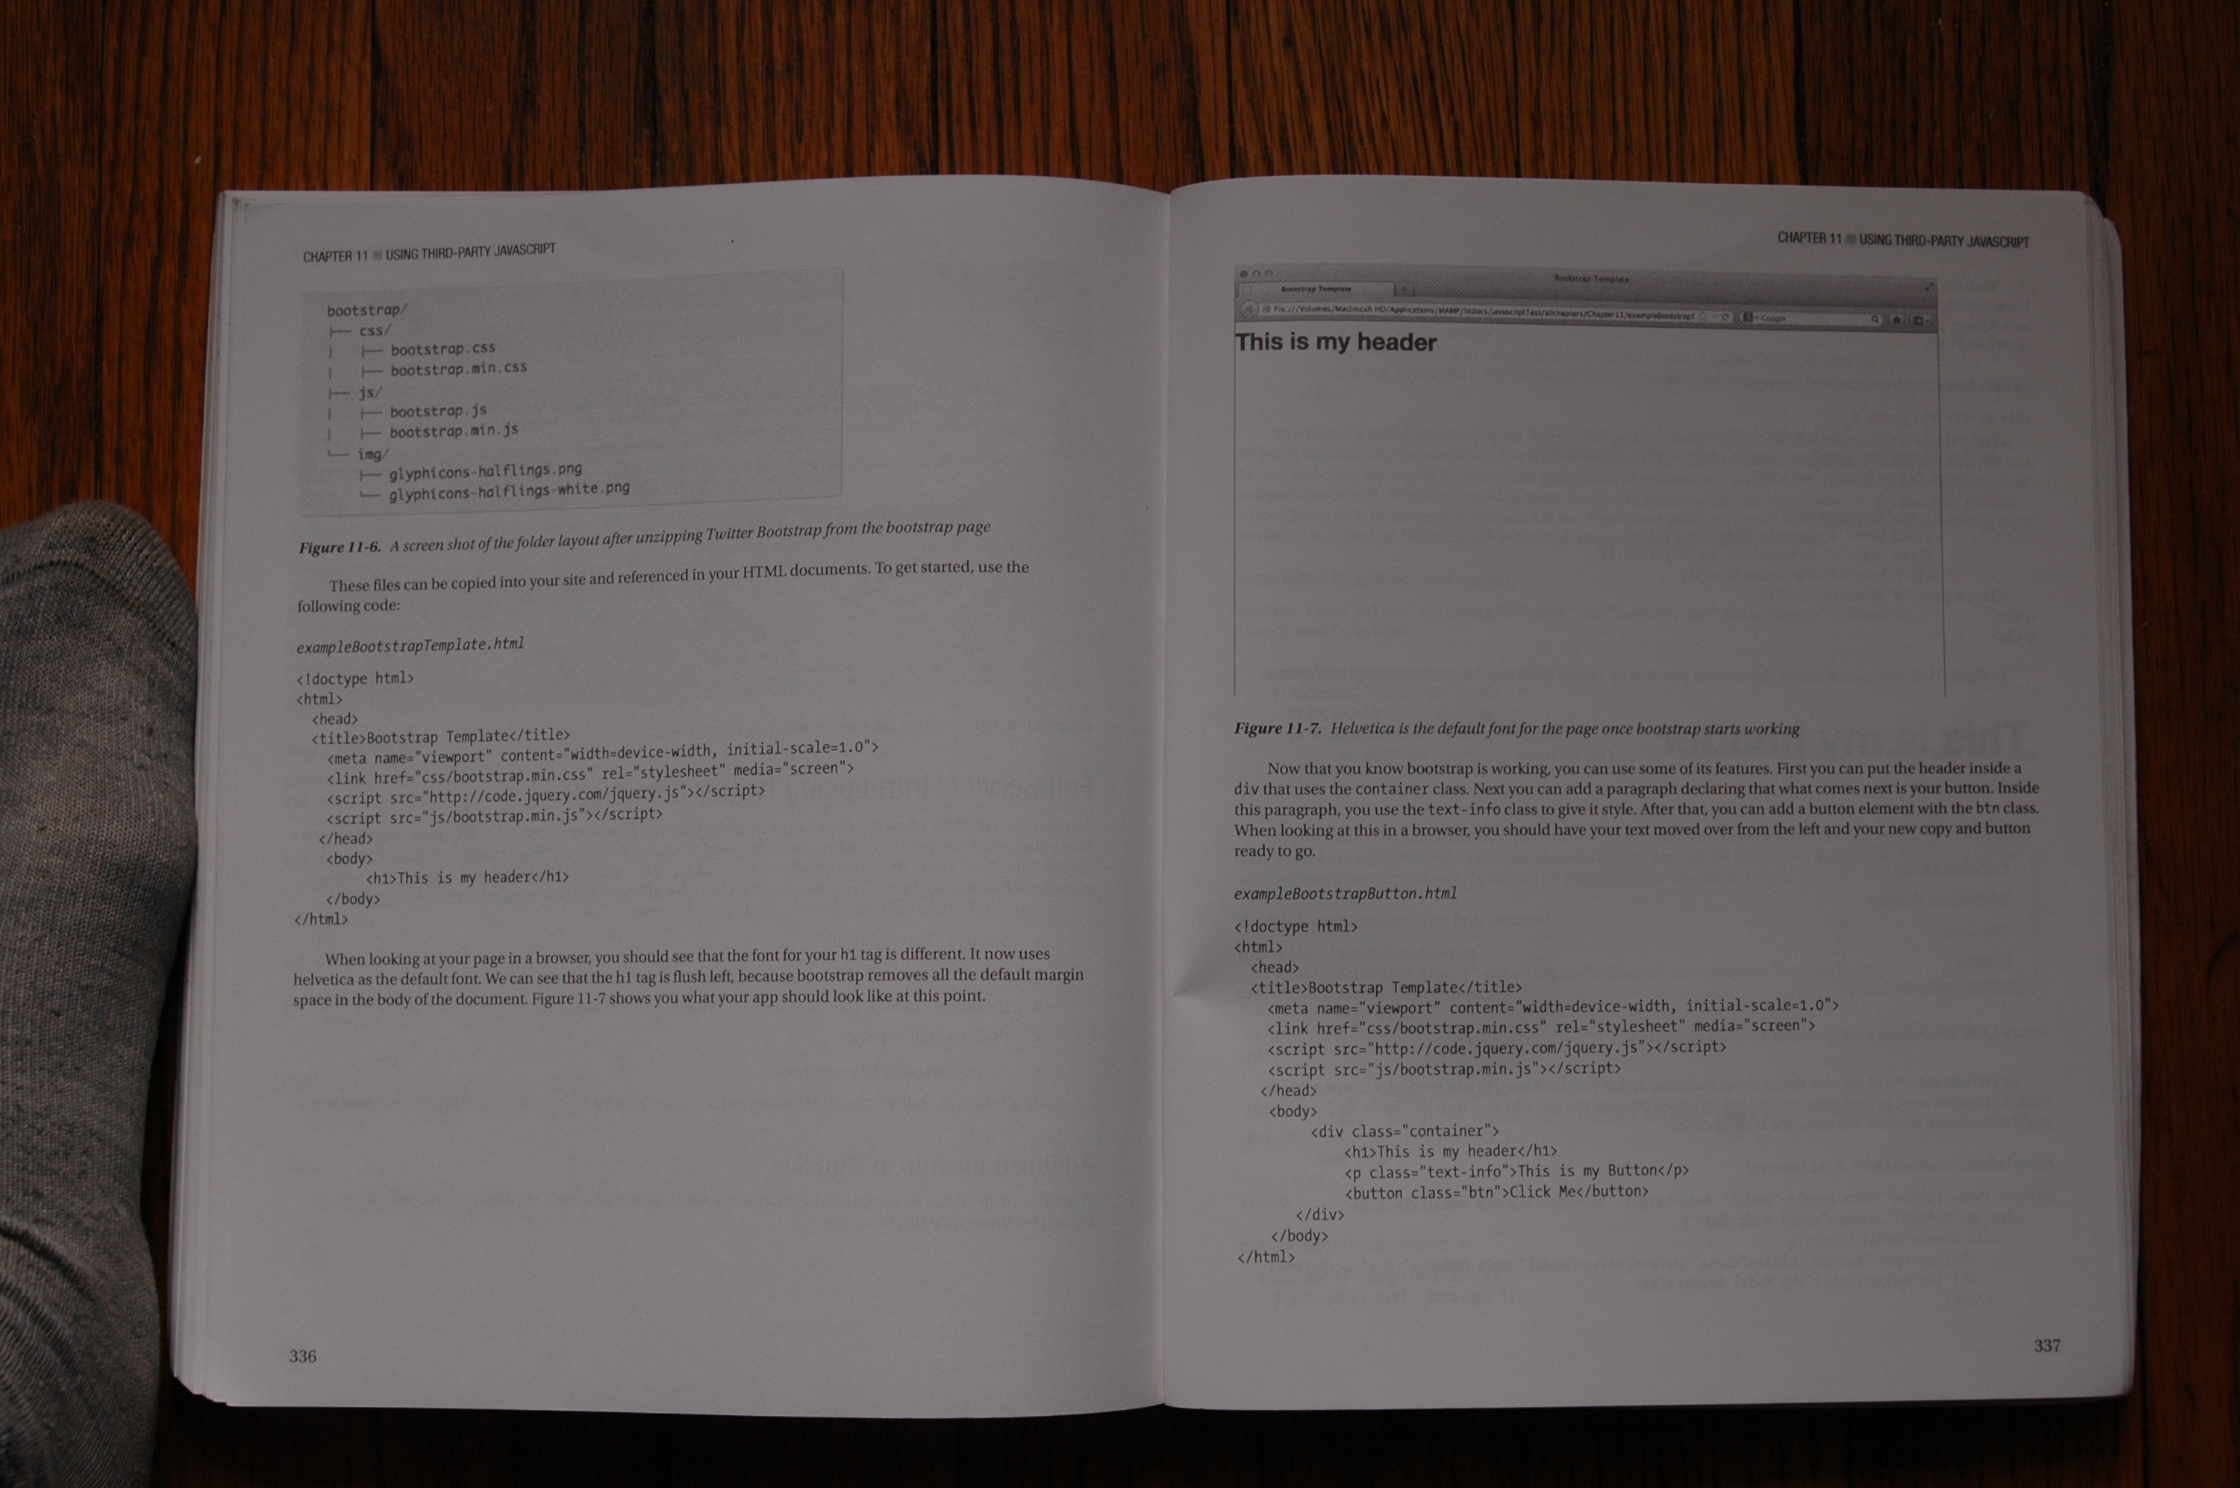 CHAPTER 11 ■ USING THIRD-PARTY JAVASCRIPT
bootstrap/
├── css/
│   ├── bootstrap.css
│   ├── bootstrap.min.css
├── js/
│   ├── bootstrap.js
│   ├── bootstrap.min.js
└── img/
    ├── glyphicons-halflings.png
    └── glyphicons-halflings-white.png
Figure 11-6. A screen shot of the folder layout after unzipping Twitter Bootstrap from the bootstrap page
These files can be copied into your site and referenced in your HTML documents. To get started, use the
following code:
exampleBootstrapTemplate.html
<!doctype html>
<html>
<head>
<title>Bootstrap Template</title>
<meta name="viewport" content="width=device-width, initial-scale=1.0">
<link href="css/bootstrap.min.css" rel="stylesheet" media="screen">
<script src="http://code.jquery.com/jquery.js"></script>
<script src="js/bootstrap.min.js"></script>
</head>
<body>
<h1>This is my header</h1>
</body>
</html>
When looking at your page in a browser, you should see that the font for your h1 tag is different. It now uses
helvetica as the default font. We can see that the h1 tag is flush left, because bootstrap removes all the default margin
space in the body of the document. Figure 11-7 shows you what your app should look like at this point.
336
CHAPTER 11 ■ USING THIRD-PARTY JAVASCRIPT
Bootstrap Template
Bootstrap Template
Google
This is my header
Figure 11-7. Helvetica is the default font for the page once bootstrap starts working
Now that you know bootstrap is working, you can use some of its features. First you can put the header inside a
div that uses the container class. Next you can add a paragraph declaring that what comes next is your button. Inside
this paragraph, you use the text-info class to give it style. After that, you can add a button element with the btn class.
When looking at this in a browser, you should have your text moved over from the left and your new copy and button
ready to go.
exampleBootstrapButton.html
<!doctype html>
<html>
<head>
<title>Bootstrap Template</title>
<meta name="viewport" content="width=device-width, initial-scale=1.0">
<link href="css/bootstrap.min.css" rel="stylesheet" media="screen">
<script src="http://code.jquery.com/jquery.js"></script>
<script src="js/bootstrap.min.js"></script>
</head>
<body>
<div class="container">
<h1>This is my header</h1>
<p class="text-info">This is my Button</p>
<button class="btn">Click Me</button>
</div>
</body>
</html>
337